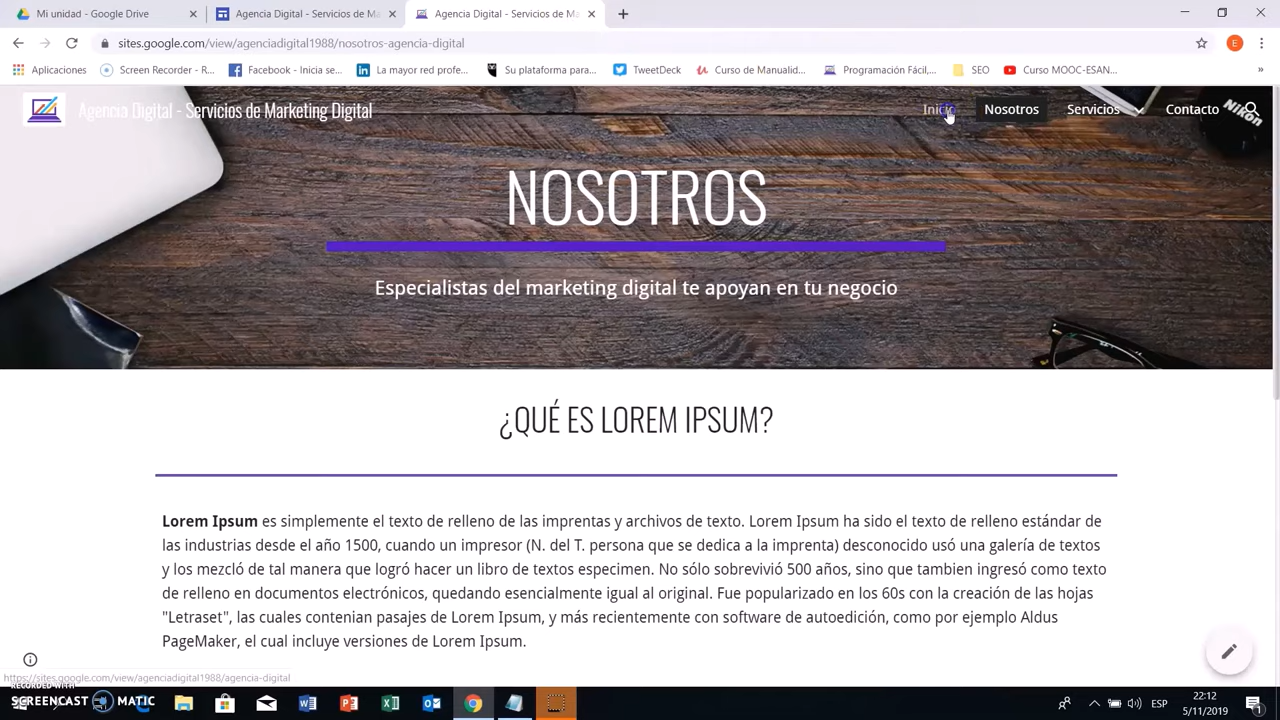 Mi unidad - Google Drive
Agencia Digital - Servicios de Ma
Agencia Digital - Servicios de Ma
sites.google.com/view/agenciadigital1988/nosotros-agencia-digital
E
Aplicaciones
Screen Recorder - R...
Facebook - Inicia se...
La mayor red profe...
Su plataforma para...
TweetDeck
Curso de Manualid...
Programación Fácil,...
SEO
Curso MOOC-ESAN...
»
Agencia Digital - Servicios de Marketing Digital
Inicio
Nosotros
Servicios
Contacto
Nikon
NOSOTROS
Especialistas del marketing digital te apoyan en tu negocio
¿QUÉ ES LOREM IPSUM?
Lorem Ipsum es simplemente el texto de relleno de las imprentas y archivos de texto. Lorem Ipsum ha sido el texto de relleno estándar de
las industrias desde el año 1500, cuando un impresor (N. del T. persona que se dedica a la imprenta) desconocido usó una galería de textos
y los mezcló de tal manera que logró hacer un libro de textos especimen. No sólo sobrevivió 500 años, sino que tambien ingresó como texto
de relleno en documentos electrónicos, quedando esencialmente igual al original. Fue popularizado en los 60s con la creación de las hojas
"Letraset", las cuales contenian pasajes de Lorem Ipsum, y más recientemente con software de autoedición, como por ejemplo Aldus
PageMaker, el cual incluye versiones de Lorem Ipsum.
https://sites.google.com/view/agenciadigital1988/agencia-digital
RECORDED WITH
SCREENCAST MATIC
ESP
22:12
5/11/2019
1